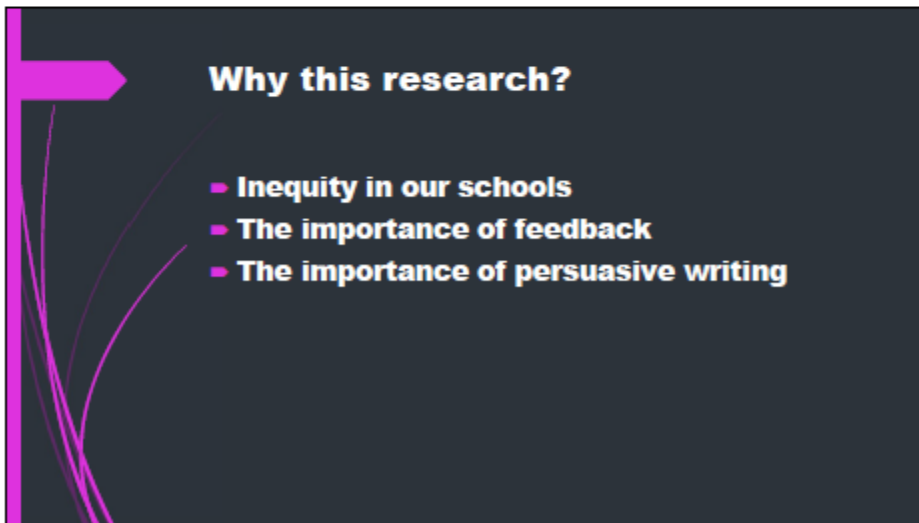 Why this research?
Inequity in our schools
The importance of feedback
The importance of persuasive writing